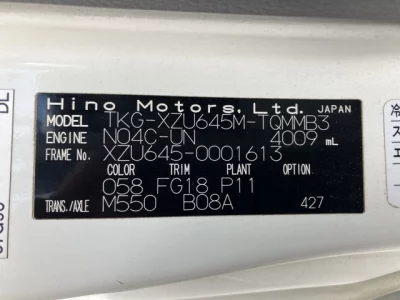 Hino Motors, Ltd. JAPAN
MODEL TKG-XZU645M-TQMMB3
ENGINE N04C-UN 4009 mL
FRAME No. XZU645-0001613
COLOR TRIM PLANT OPTION
058 FG18 P11
TRANS./AXLE M550 B08A 427
冷